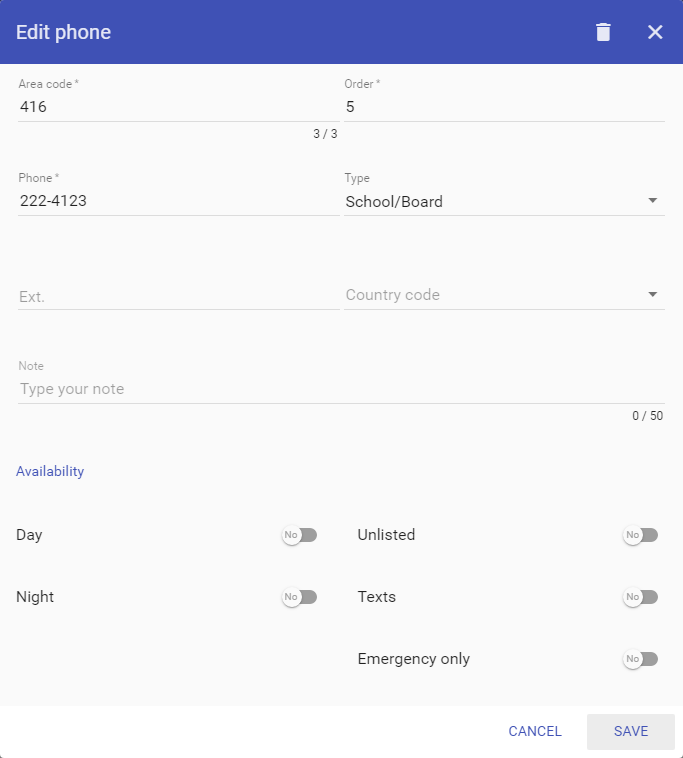 Edit phone
Area code *
Order *
416
5
3 / 3
Phone *
Type
222-4123
School/Board
Ext.
Country code
Note
Type your note
0 / 50
Availability
Day No
Unlisted No
Night No
Texts No
Emergency only No
CANCEL
SAVE